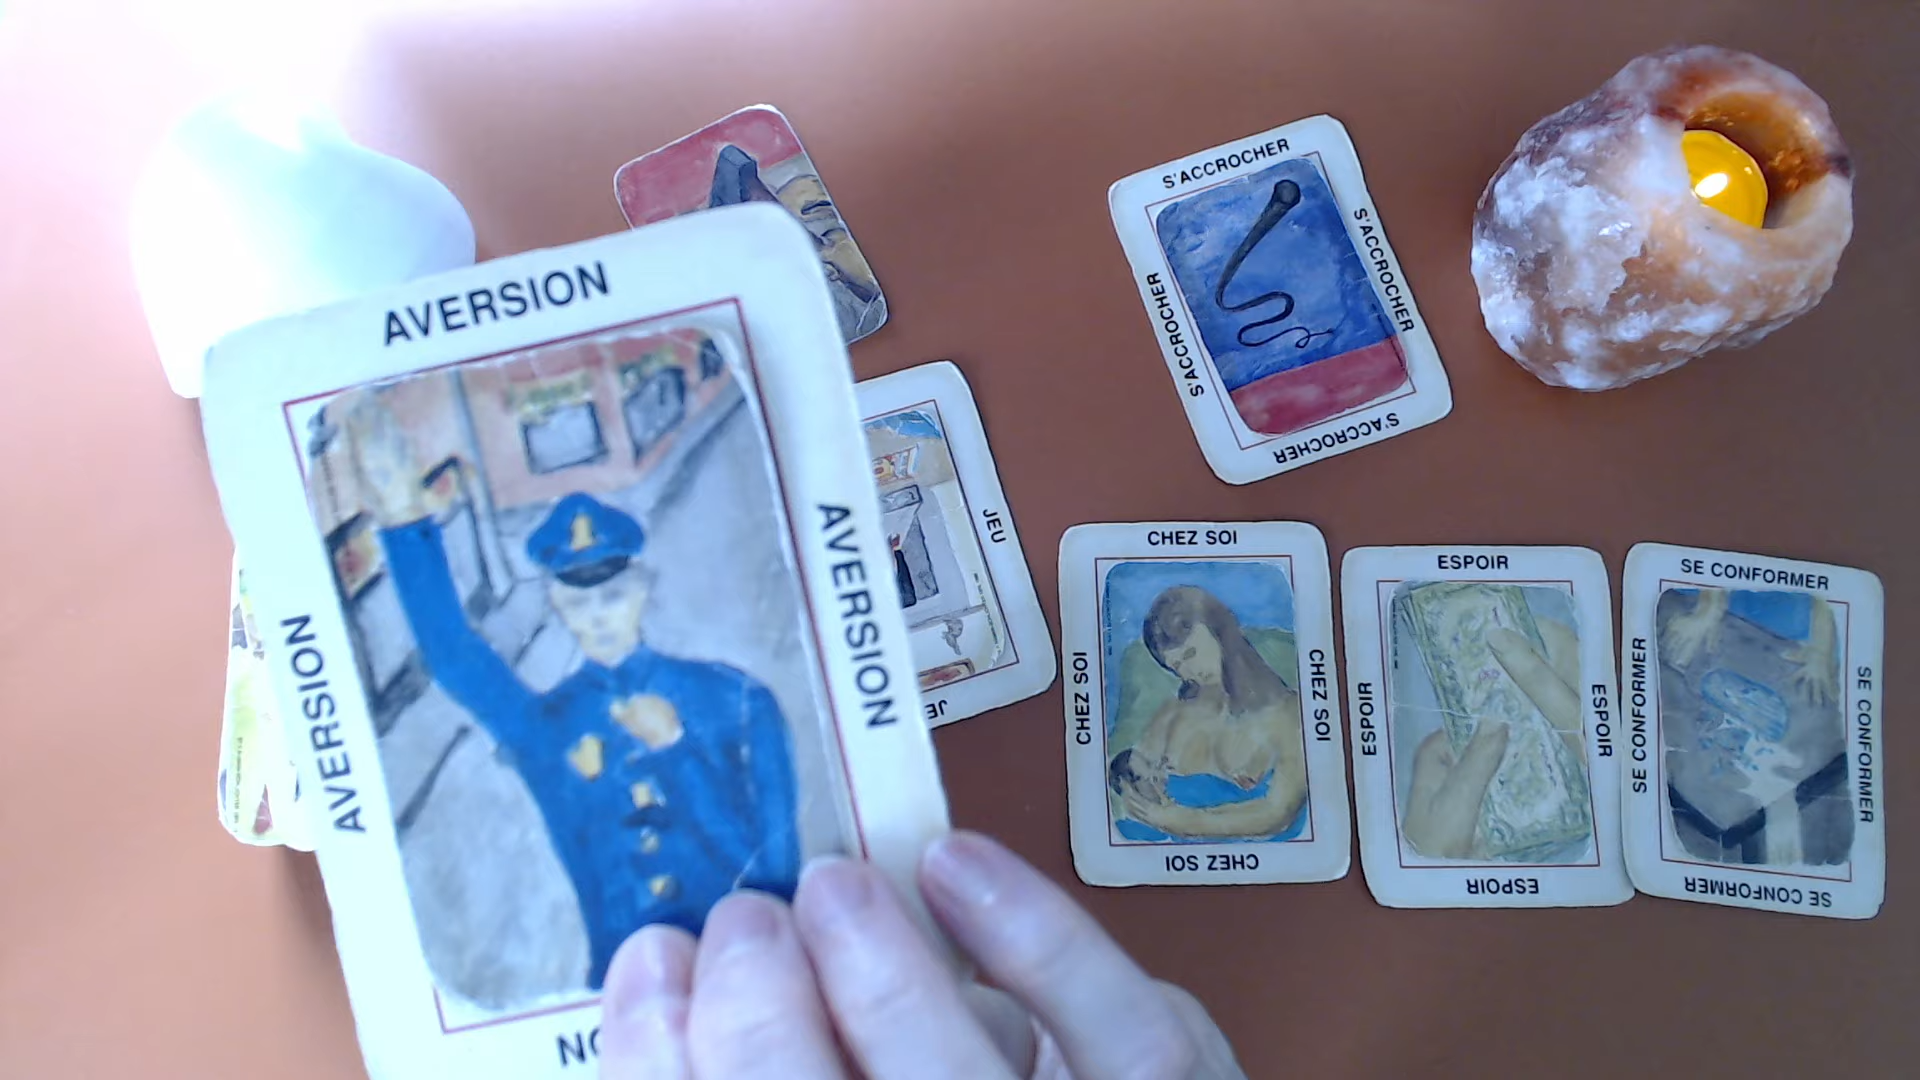 AVERSION
AVERSION
AVERSION
S'ACCROCHER
S'ACCROCHER
S'ACCROCHER
S'ACCROCHER
JEU
CHEZ SOI
CHEZ SOI
CHEZ SOI
CHEZ SOI
ESPOIR
ESPOIR
ESPOIR
ESPOIR
SE CONFORMER
SE CONFORMER
SE CONFORMER
SE CONFORMER